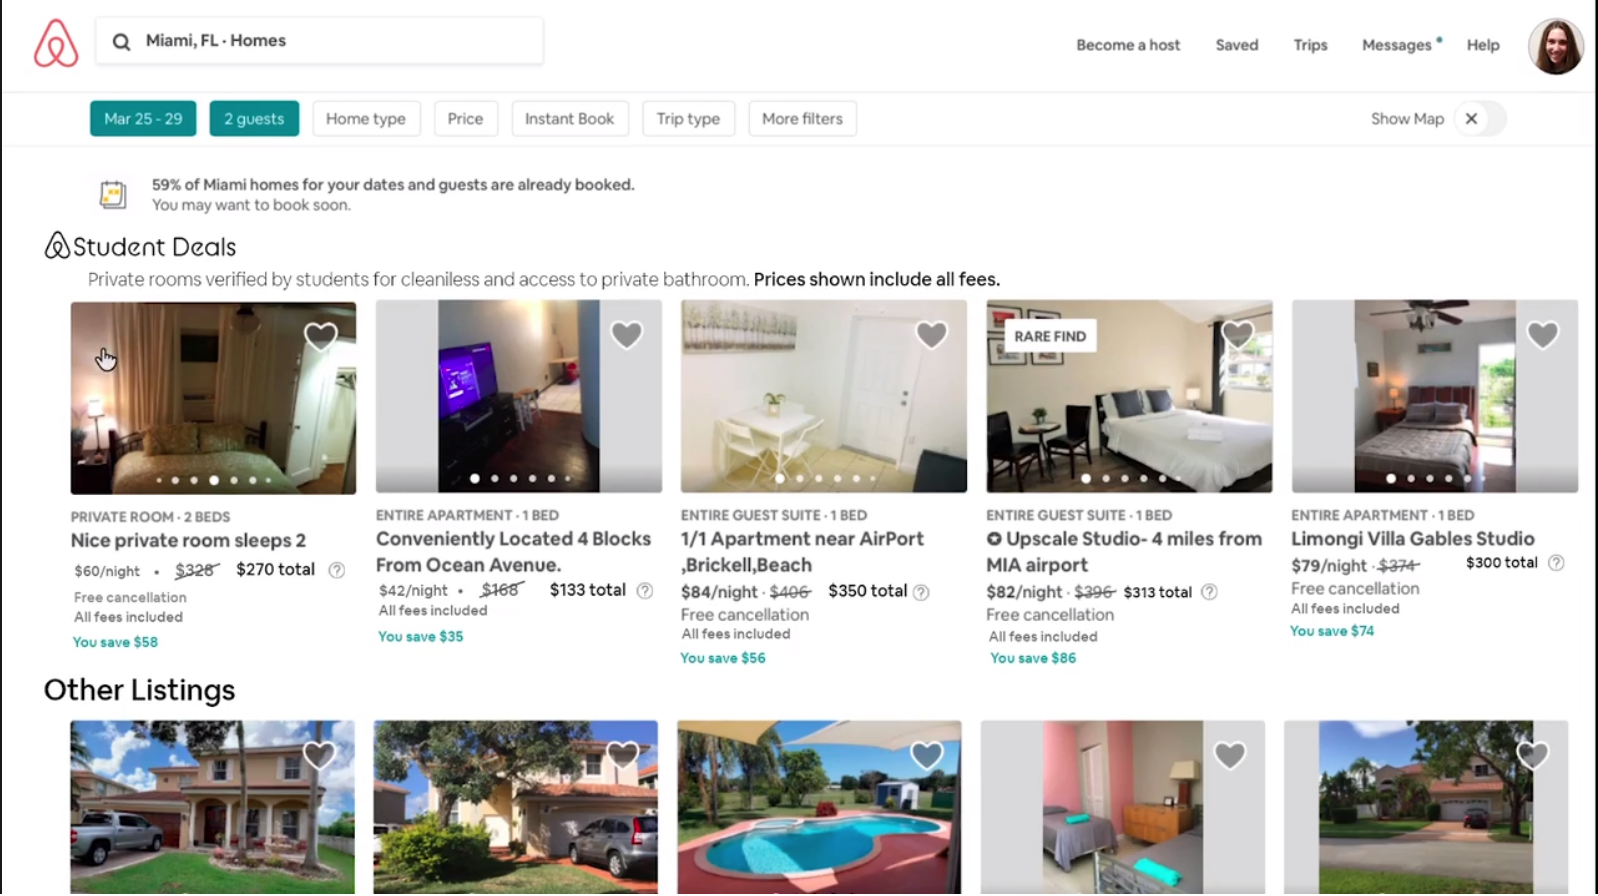 Miami, FL · Homes
Become a host
Saved
Trips
Messages
Help
Mar 25 - 29
2 guests
Home type
Price
Instant Book
Trip type
More filters
Show Map
59% of Miami homes for your dates and guests are already booked.
You may want to book soon.
Student Deals
Private rooms verified by students for cleaniless and access to private bathroom. Prices shown include all fees.
PRIVATE ROOM · 2 BEDS
Nice private room sleeps 2
$60/night • $328 $270 total ?
Free cancellation
All fees included
You save $58
ENTIRE APARTMENT · 1 BED
Conveniently Located 4 Blocks
From Ocean Avenue.
$42/night • $168 $133 total ?
All fees included
You save $35
ENTIRE GUEST SUITE · 1 BED
1/1 Apartment near AirPort
,Brickell,Beach
$84/night · $406 $350 total ?
Free cancellation
All fees included
You save $56
RARE FIND
ENTIRE GUEST SUITE · 1 BED
✪ Upscale Studio- 4 miles from
MIA airport
$82/night · $396 $313 total ?
Free cancellation
All fees included
You save $86
ENTIRE APARTMENT · 1 BED
Limongi Villa Gables Studio
$79/night · $374 $300 total ?
Free cancellation
All fees included
You save $74
Other Listings